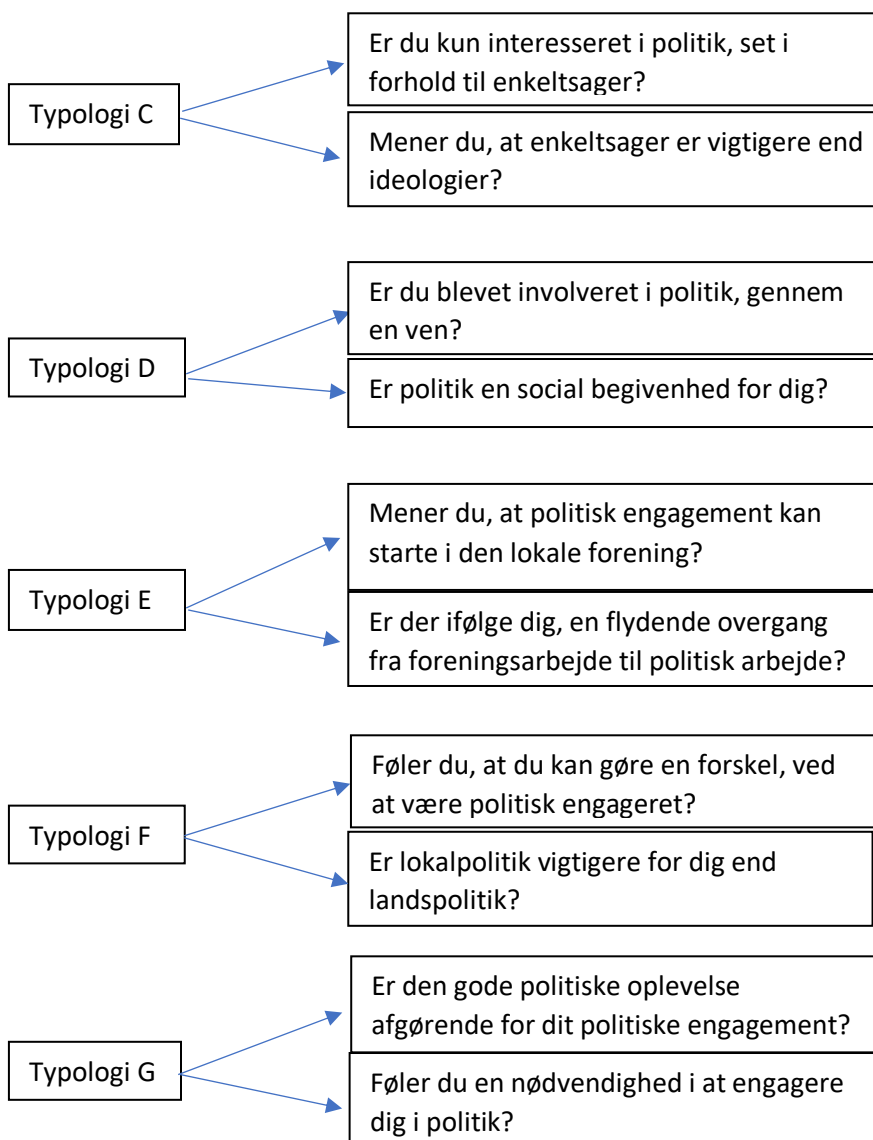 Er du kun interesseret i politik, set i
forhold til enkeltsager?
Typologi C
Mener du, at enkeltsager er vigtigere end
ideologier?
Er du blevet involveret i politik, gennem
en ven?
Typologi D
Er politik en social begivenhed for dig?
Mener du, at politisk engagement kan
starte i den lokale forening?
Typologi E
Er der ifølge dig, en flydende overgang
fra foreningsarbejde til politisk arbejde?
Føler du, at du kan gøre en forskel, ved
at være politisk engageret?
Typologi F
Er lokalpolitik vigtigere for dig end
landspolitik?
Er den gode politiske oplevelse
afgørende for dit politiske engagement?
Typologi G
Føler du en nødvendighed i at engagere
dig i politik?